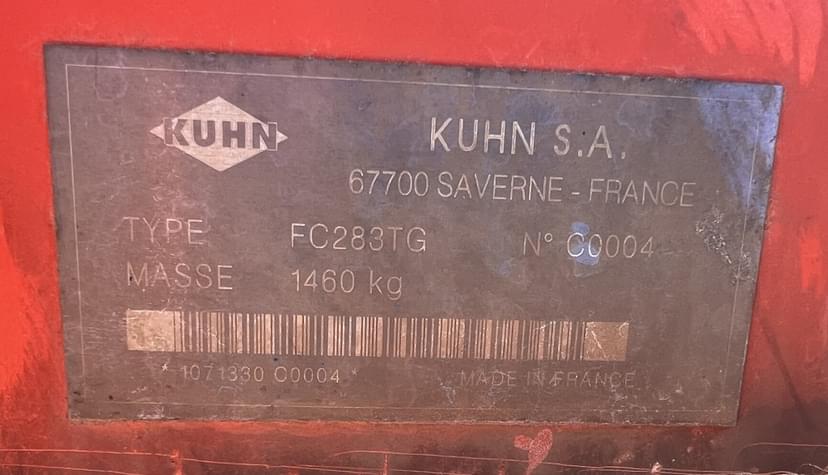 KUHN
KUHN S.A.
67700 SAVERNE - FRANCE
TYPE FC283TG N° C0004
MASSE 1460 kg
* 1071330 C0004 *
MADE IN FRANCE